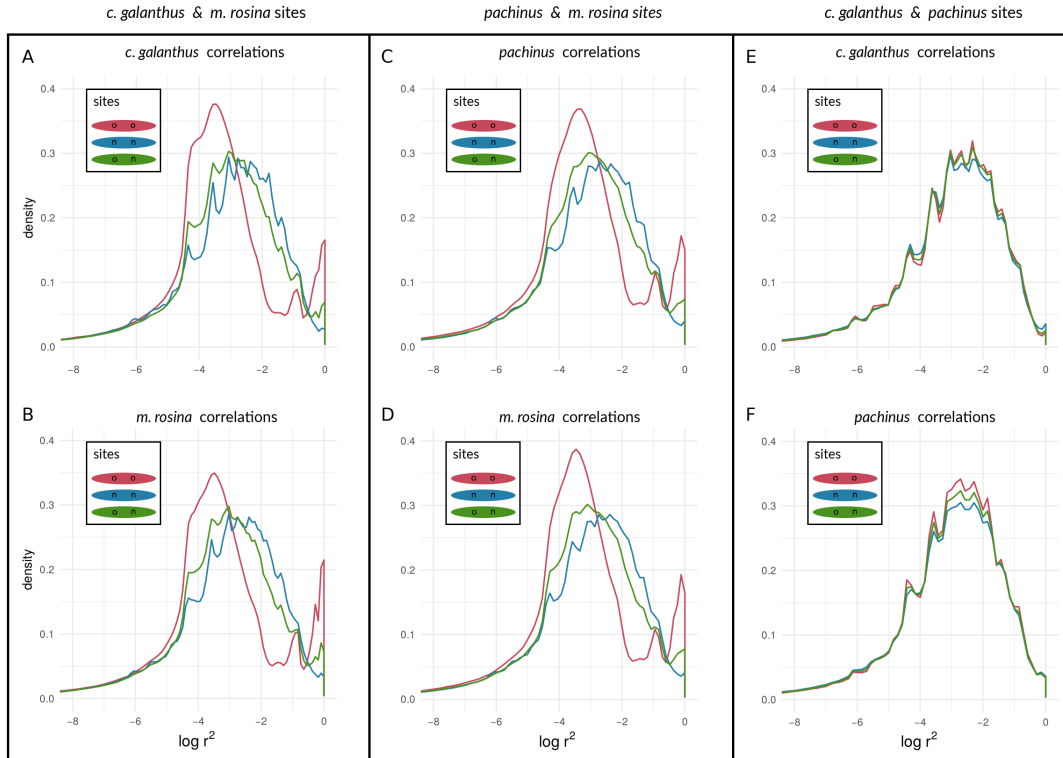 c. galanthus & m. rosina sites
pachinus & m. rosina sites
c. galanthus & pachinus sites
A
c. galanthus correlations
0.4
0.3
0.2
0.1
0.0
density
sites
o o
n n
o n
−8
−6
−4
−2
0
B
m. rosina correlations
0.4
0.3
0.2
0.1
0.0
density
sites
o o
n n
o n
−8
−6
−4
−2
0
log r²
C
pachinus correlations
0.4
0.3
0.2
0.1
0.0
sites
o o
n n
o n
−8
−6
−4
−2
0
D
m. rosina correlations
0.4
0.3
0.2
0.1
0.0
sites
o o
n n
o n
−8
−6
−4
−2
0
log r²
E
c. galanthus correlations
0.4
0.3
0.2
0.1
0.0
sites
o o
n n
o n
−8
−6
−4
−2
0
F
pachinus correlations
0.4
0.3
0.2
0.1
0.0
sites
o o
n n
o n
−8
−6
−4
−2
0
log r²